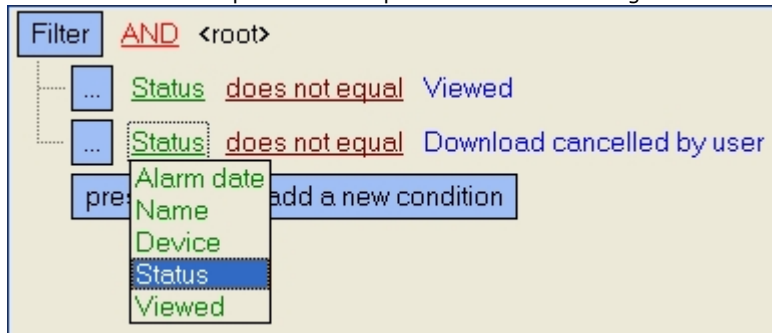 Filter AND <root>
... Status does not equal Viewed
... Status does not equal Download cancelled by user
add a new condition
Alarm date
Name
Device
Status
Viewed